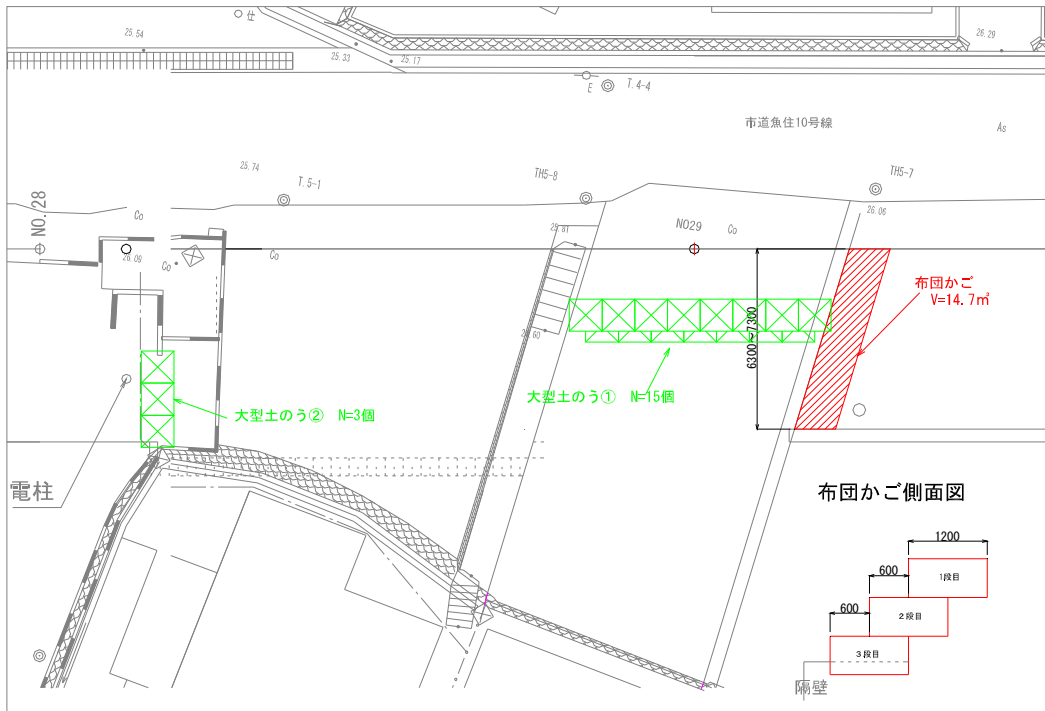 仕
25.54
25.33
25.17
26.29
E
T.4-4
市道魚住10号線
As
25.74
T.5-1
TH5-8
TH5-7
26.06
NO.28
Co
26.09
Co
Co
25.81
NO29
Co
布団かご
V=14.7㎥
6300～7300
大型土のう② N=3個
大型土のう① N=15個
電柱
布団かご側面図
1200
600
1段目
600
2段目
3段目
隔壁